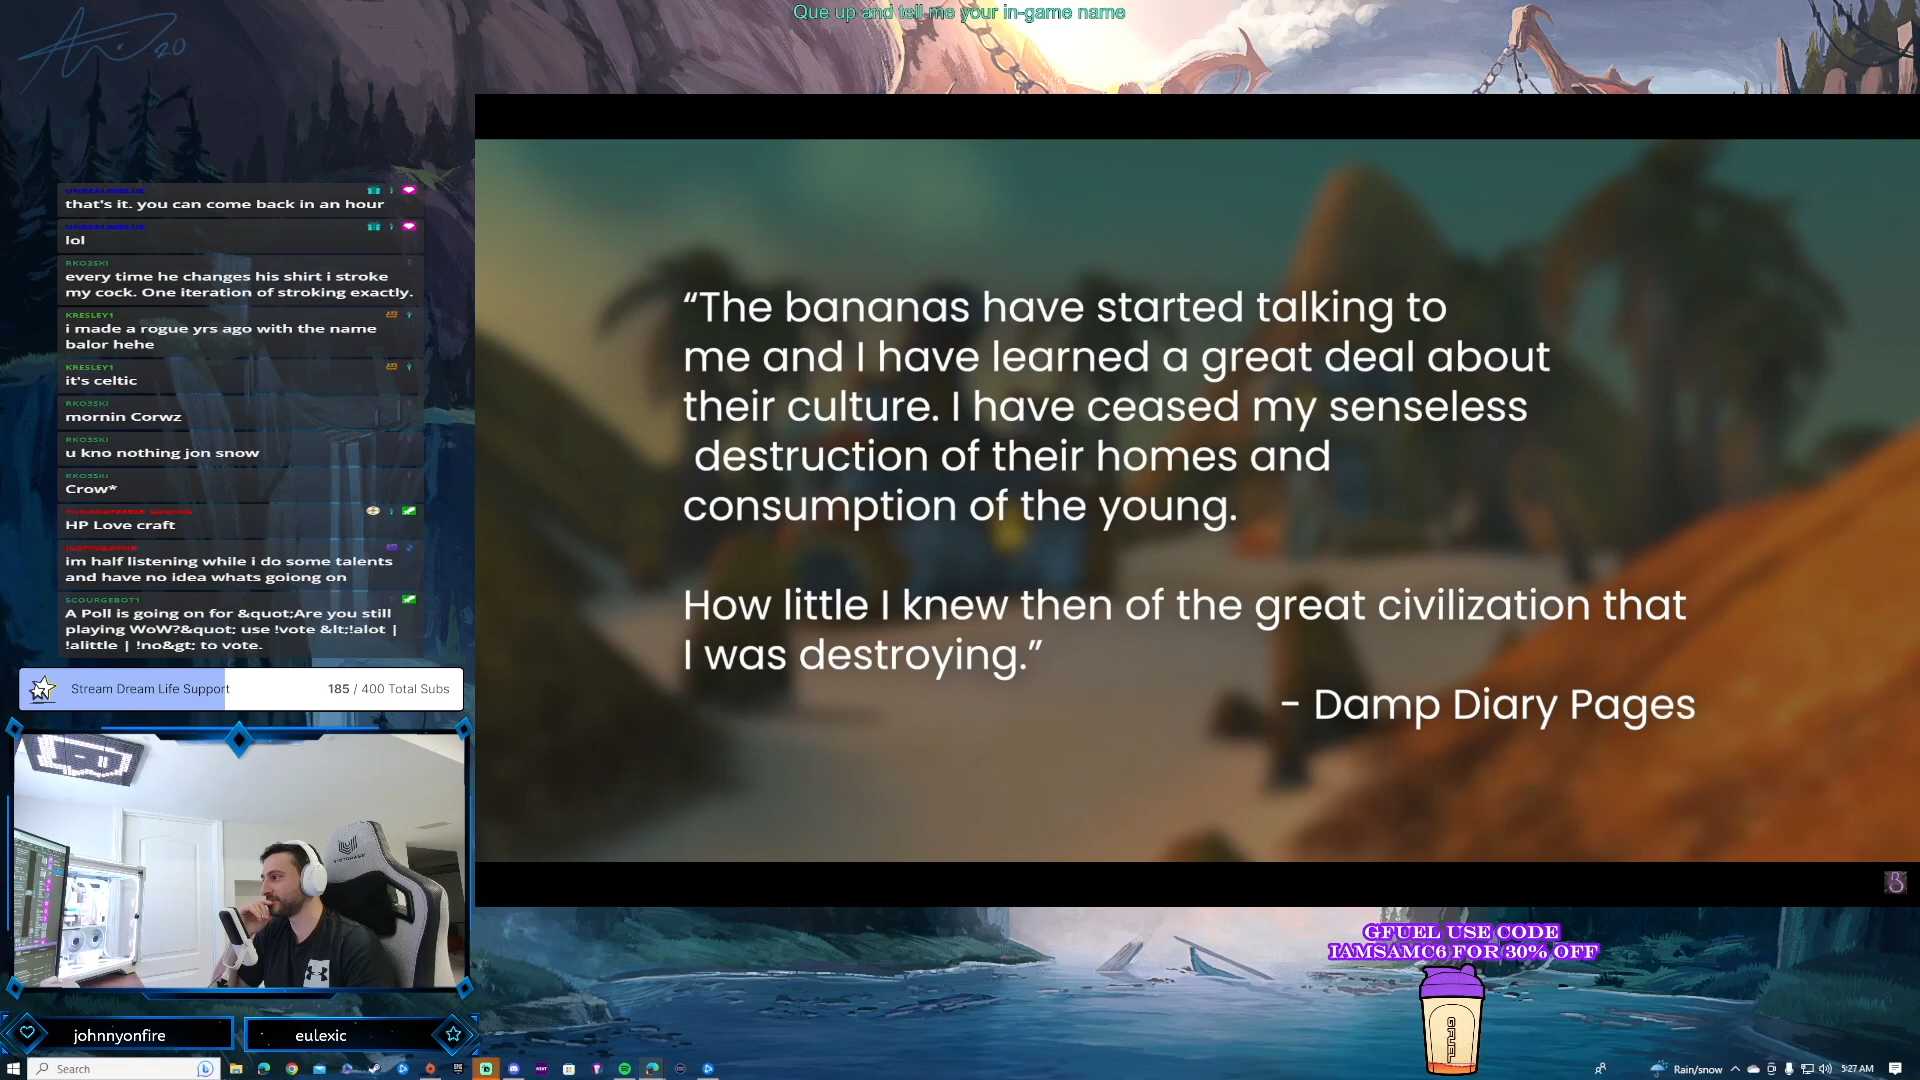 Que up and tell me your in-game name
20
UNREALNBLUE
that's it. you can come back in an hour
UNREALNBLUE
lol
RKO3SKI
every time he changes his shirt i stroke
my cock. One iteration of stroking exactly.
KRESLEY1
i made a rogue yrs ago with the name
balor hehe
KRESLEY1
it's celtic
RKO3SKI
mornin Corwz
RKO3SKI
u kno nothing jon snow
RKO3SKI
Crow*
HP Love craft
im half listening while i do some talents
and have no idea whats goiong on
SCOURGEBOT1
A Poll is going on for &quot;Are you still
playing WoW?&quot; use !vote &lt;!alot |
!alittle | !no&gt; to vote.
Stream Dream Life Support
185 / 400 Total Subs
“The bananas have started talking to
me and I have learned a great deal about
their culture. I have ceased my senseless
destruction of their homes and
consumption of the young.
How little I knew then of the great civilization that
I was destroying.”
- Damp Diary Pages
GFUEL USE CODE
IAMSAMC6 FOR 30% OFF
GFUEL
johnnyonfire
eulexic
Search
Rain/snow
5:27 AM